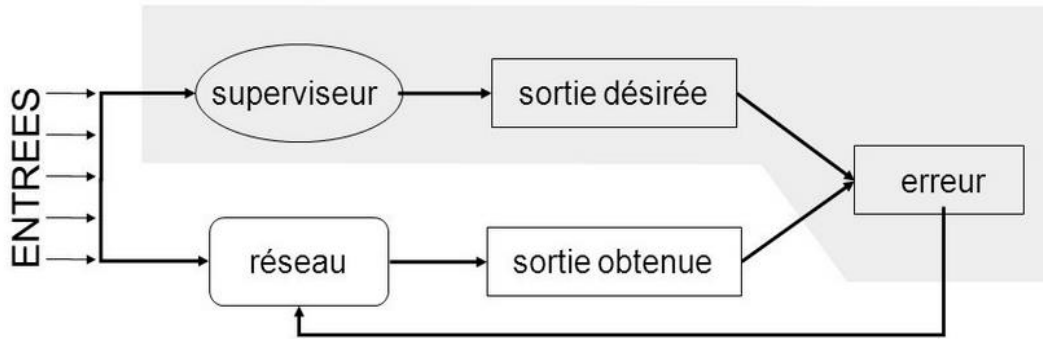 ENTREES
superviseur
sortie désirée
erreur
réseau
sortie obtenue